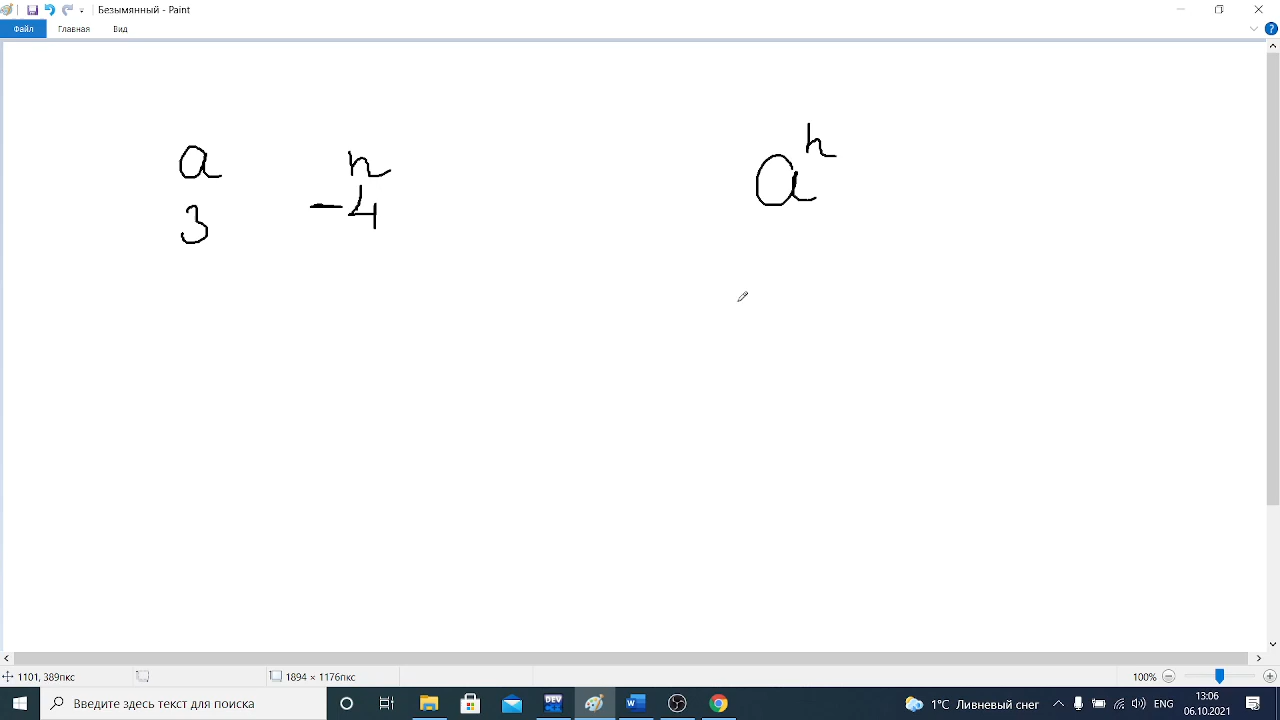 Безымянный - Paint
Файл Главная Вид
a n
3 -4
a^n
1101, 389пкс 1894 × 1176пкс 100%
Введите здесь текст для поиска
DEV
1°C Ливневый снег ENG 13:06
06.10.2021